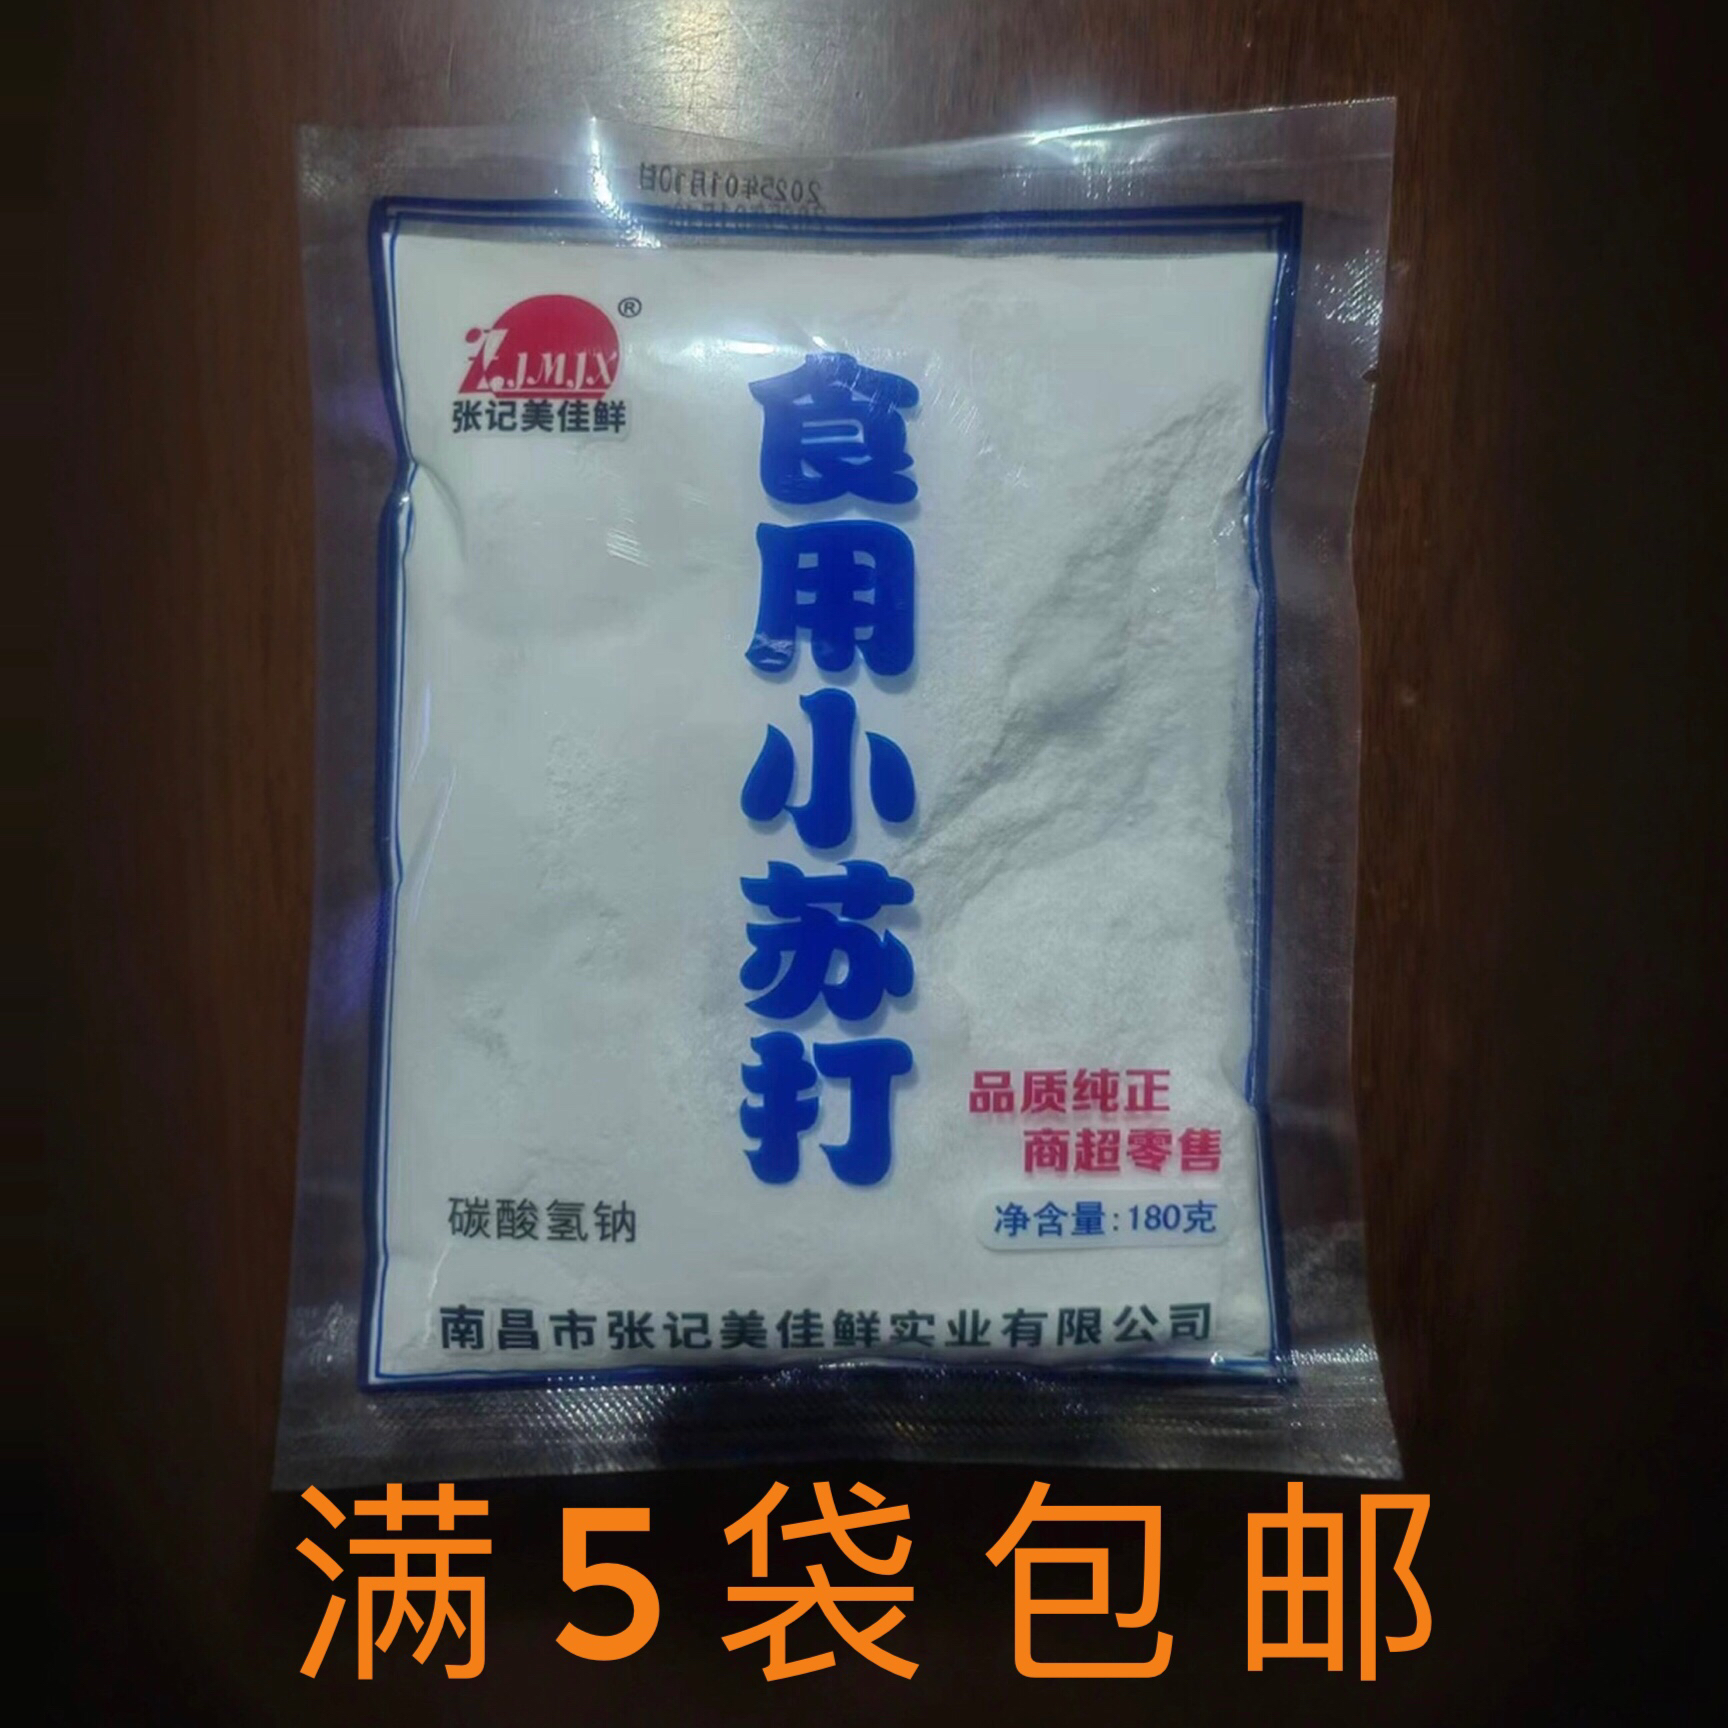 2025年01月10日
®
ZJMJX
张记美佳鲜
食用小苏打
品质纯正
商超零售
碳酸氢钠
净含量:180克
南昌市张记美佳鲜实业有限公司
满5袋包邮